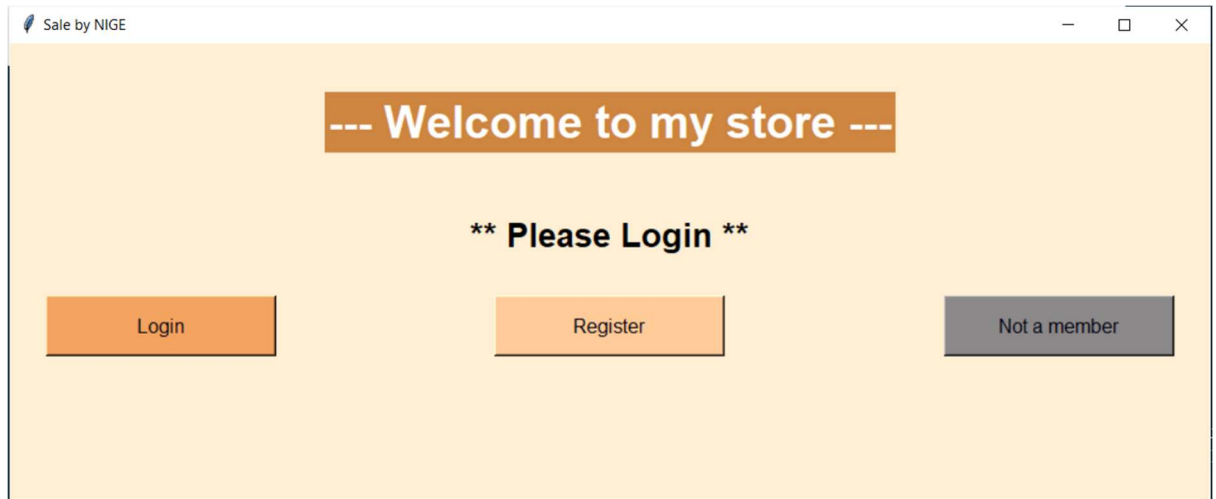 Sale by NIGE
--- Welcome to my store ---
** Please Login **
Login Register Not a member